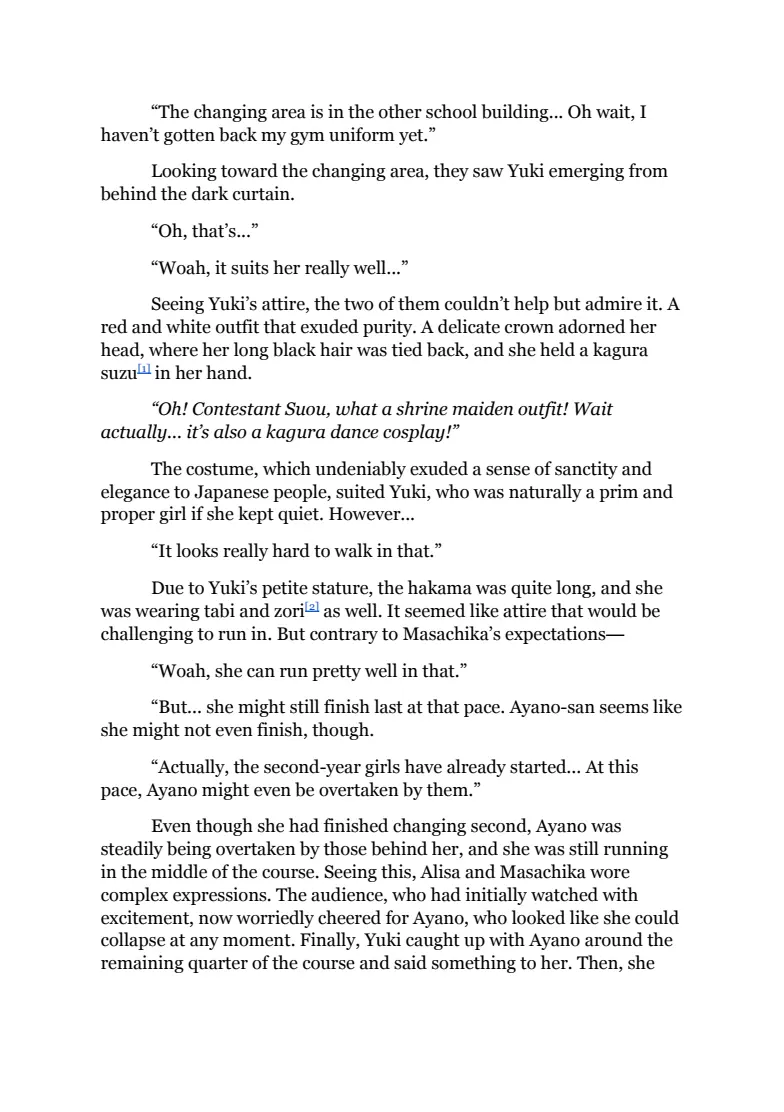 “The changing area is in the other school building... Oh wait, I
haven’t gotten back my gym uniform yet.”
Looking toward the changing area, they saw Yuki emerging from
behind the dark curtain.
“Oh, that’s...”
“Woah, it suits her really well...”
Seeing Yuki’s attire, the two of them couldn’t help but admire it. A
red and white outfit that exuded purity. A delicate crown adorned her
head, where her long black hair was tied back, and she held a kagura
suzu[1] in her hand.
“Oh! Contestant Suou, what a shrine maiden outfit! Wait
actually... it’s also a kagura dance cosplay!”
The costume, which undeniably exuded a sense of sanctity and
elegance to Japanese people, suited Yuki, who was naturally a prim and
proper girl if she kept quiet. However...
“It looks really hard to walk in that.”
Due to Yuki’s petite stature, the hakama was quite long, and she
was wearing tabi and zori[2] as well. It seemed like attire that would be
challenging to run in. But contrary to Masachika’s expectations—
“Woah, she can run pretty well in that.”
“But... she might still finish last at that pace. Ayano-san seems like
she might not even finish, though.
“Actually, the second-year girls have already started... At this
pace, Ayano might even be overtaken by them.”
Even though she had finished changing second, Ayano was
steadily being overtaken by those behind her, and she was still running
in the middle of the course. Seeing this, Alisa and Masachika wore
complex expressions. The audience, who had initially watched with
excitement, now worriedly cheered for Ayano, who looked like she could
collapse at any moment. Finally, Yuki caught up with Ayano around the
remaining quarter of the course and said something to her. Then, she